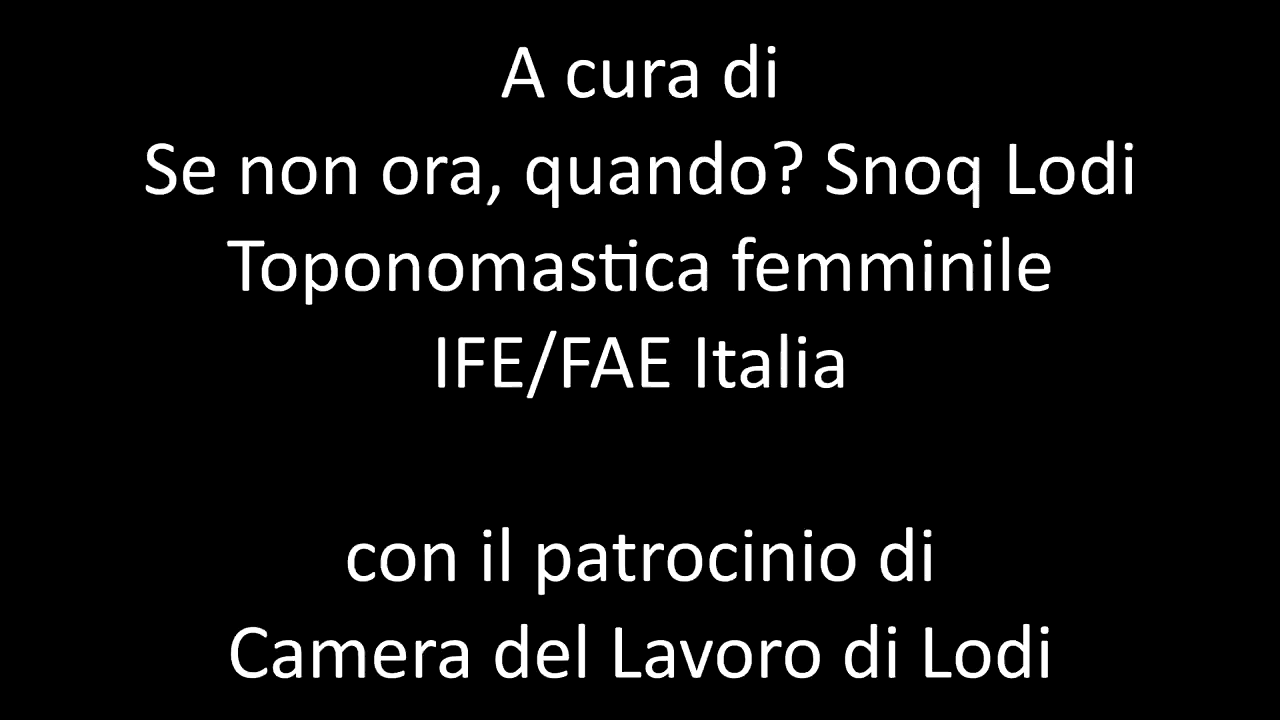 A cura di
Se non ora, quando? Snoq Lodi
Toponomastica femminile
IFE/FAE Italia
con il patrocinio di
Camera del Lavoro di Lodi